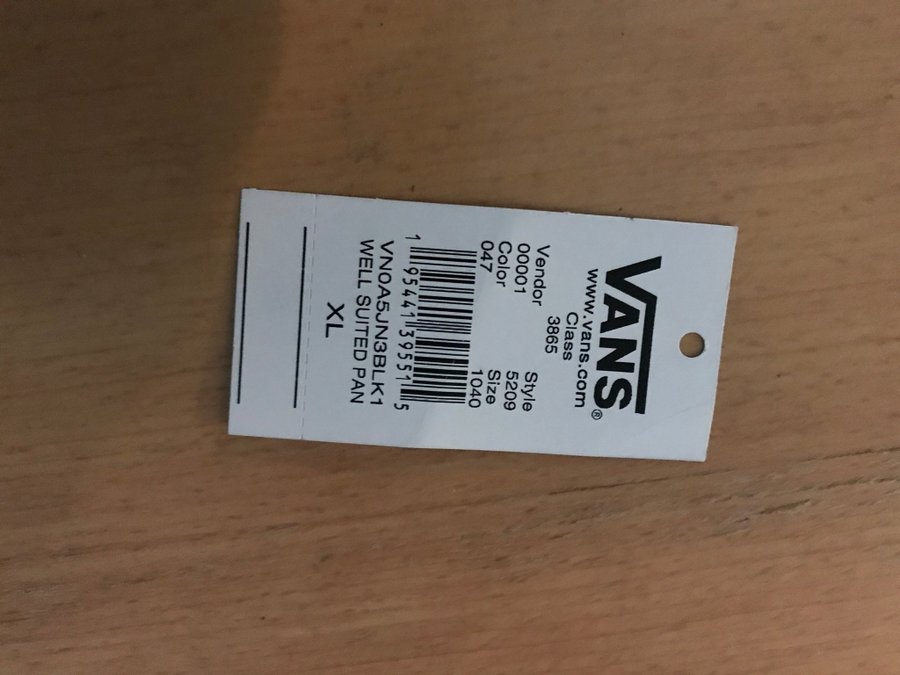 VANS®
www.vans.com
Class
3865
Vendor Style
00001 5209
Color Size
047 1040
1 95441 39551 5
VN0A5JN3BLK1
WELL SUITED PAN
XL